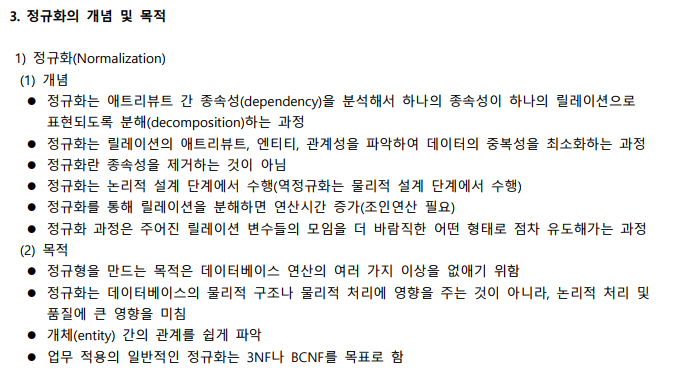 3. 정규화의 개념 및 목적
1) 정규화(Normalization)
(1) 개념
● 정규화는 애트리뷰트 간 종속성(dependency)을 분석해서 하나의 종속성이 하나의 릴레이션으로
표현되도록 분해(decomposition)하는 과정
● 정규화는 릴레이션의 애트리뷰트, 엔티티, 관계성을 파악하여 데이터의 중복성을 최소화하는 과정
● 정규화란 종속성을 제거하는 것이 아님
● 정규화는 논리적 설계 단계에서 수행(역정규화는 물리적 설계 단계에서 수행)
● 정규화를 통해 릴레이션을 분해하면 연산시간 증가(조인연산 필요)
● 정규화 과정은 주어진 릴레이션 변수들의 모임을 더 바람직한 어떤 형태로 점차 유도해가는 과정
(2) 목적
● 정규형을 만드는 목적은 데이터베이스 연산의 여러 가지 이상을 없애기 위함
● 정규화는 데이터베이스의 물리적 구조나 물리적 처리에 영향을 주는 것이 아니라, 논리적 처리 및
품질에 큰 영향을 미침
● 개체(entity) 간의 관계를 쉽게 파악
● 업무 적용의 일반적인 정규화는 3NF나 BCNF를 목표로 함